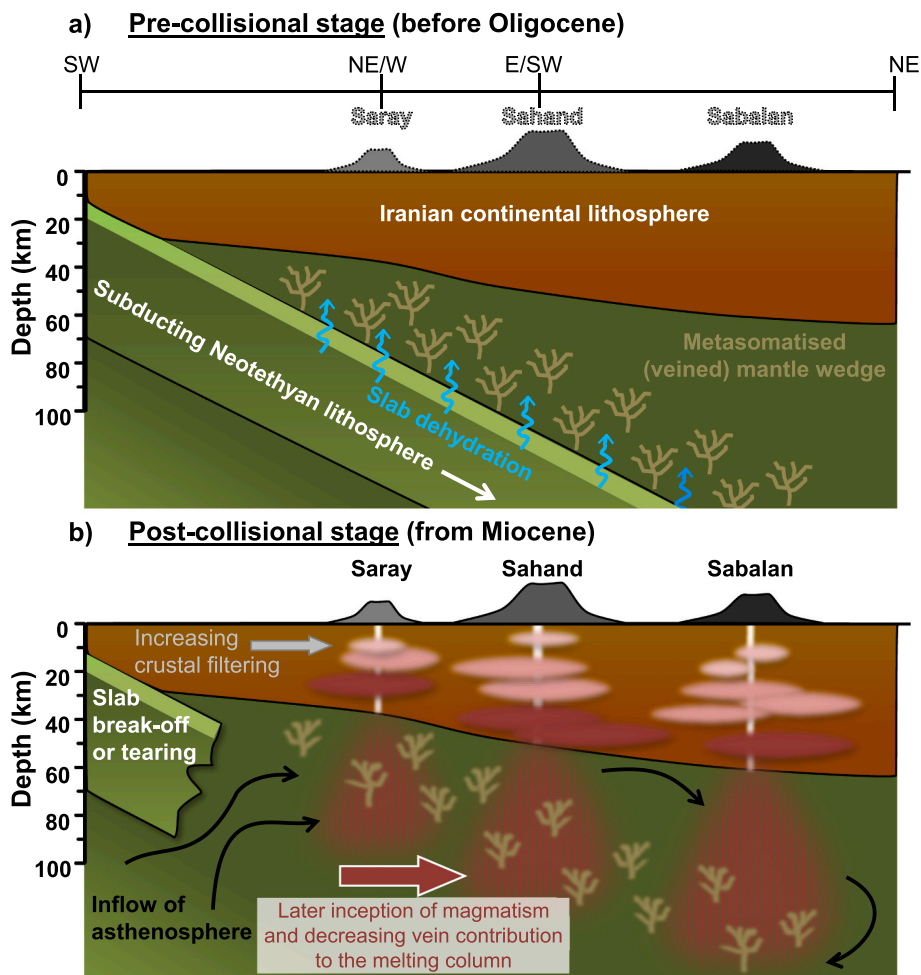 a) Pre-collisional stage (before Oligocene)
SW NE/W E/SW NE
Saray Sahand Sabalan
0
20
40
60
80
100
Depth (km)
Iranian continental lithosphere
Subducting Neotethyan lithosphere
Slab dehydration
Metasomatised
(veined) mantle wedge
b) Post-collisional stage (from Miocene)
Saray Sahand Sabalan
0
20
40
60
80
100
Depth (km)
Increasing
crustal filtering
Slab
break-off
or tearing
Inflow of
asthenosphere
Later inception of magmatism
and decreasing vein contribution
to the melting column